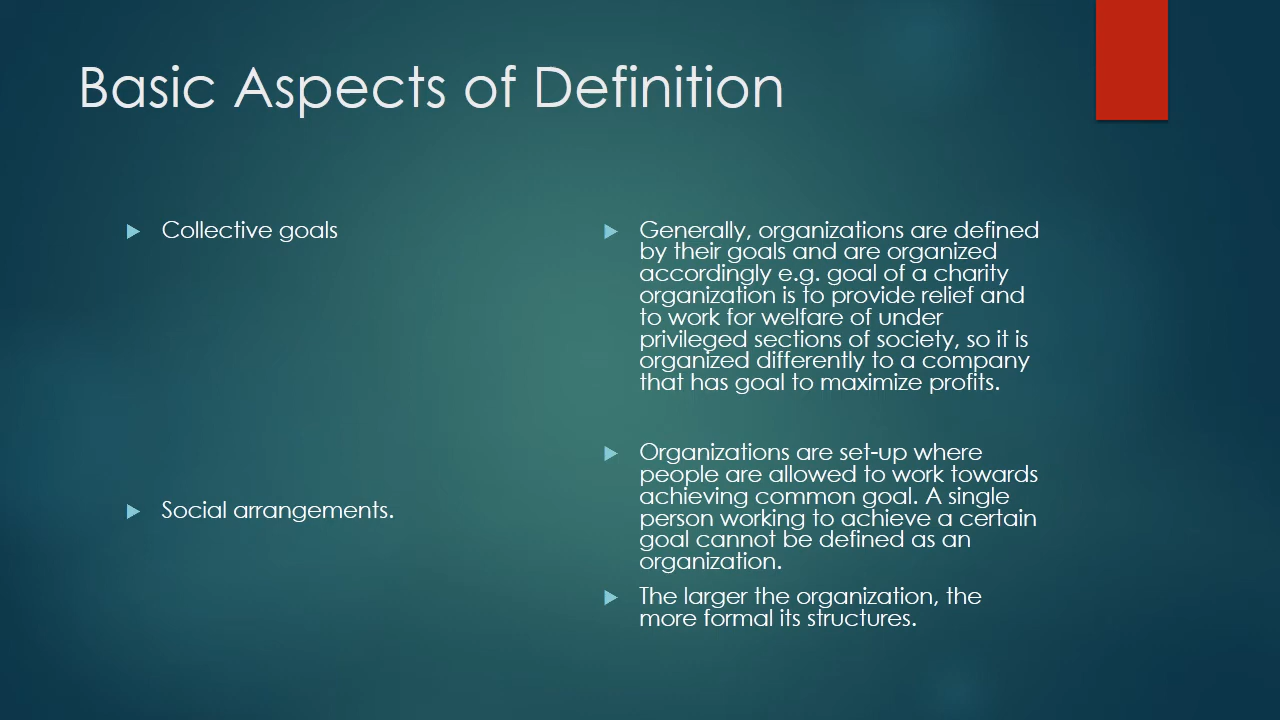 Basic Aspects of Definition
Collective goals
Social arrangements.
Generally, organizations are defined
by their goals and are organized
accordingly e.g. goal of a charity
organization is to provide relief and
to work for welfare of under
privileged sections of society, so it is
organized differently to a company
that has goal to maximize profits.
Organizations are set-up where
people are allowed to work towards
achieving common goal. A single
person working to achieve a certain
goal cannot be defined as an
organization.
The larger the organization, the
more formal its structures.